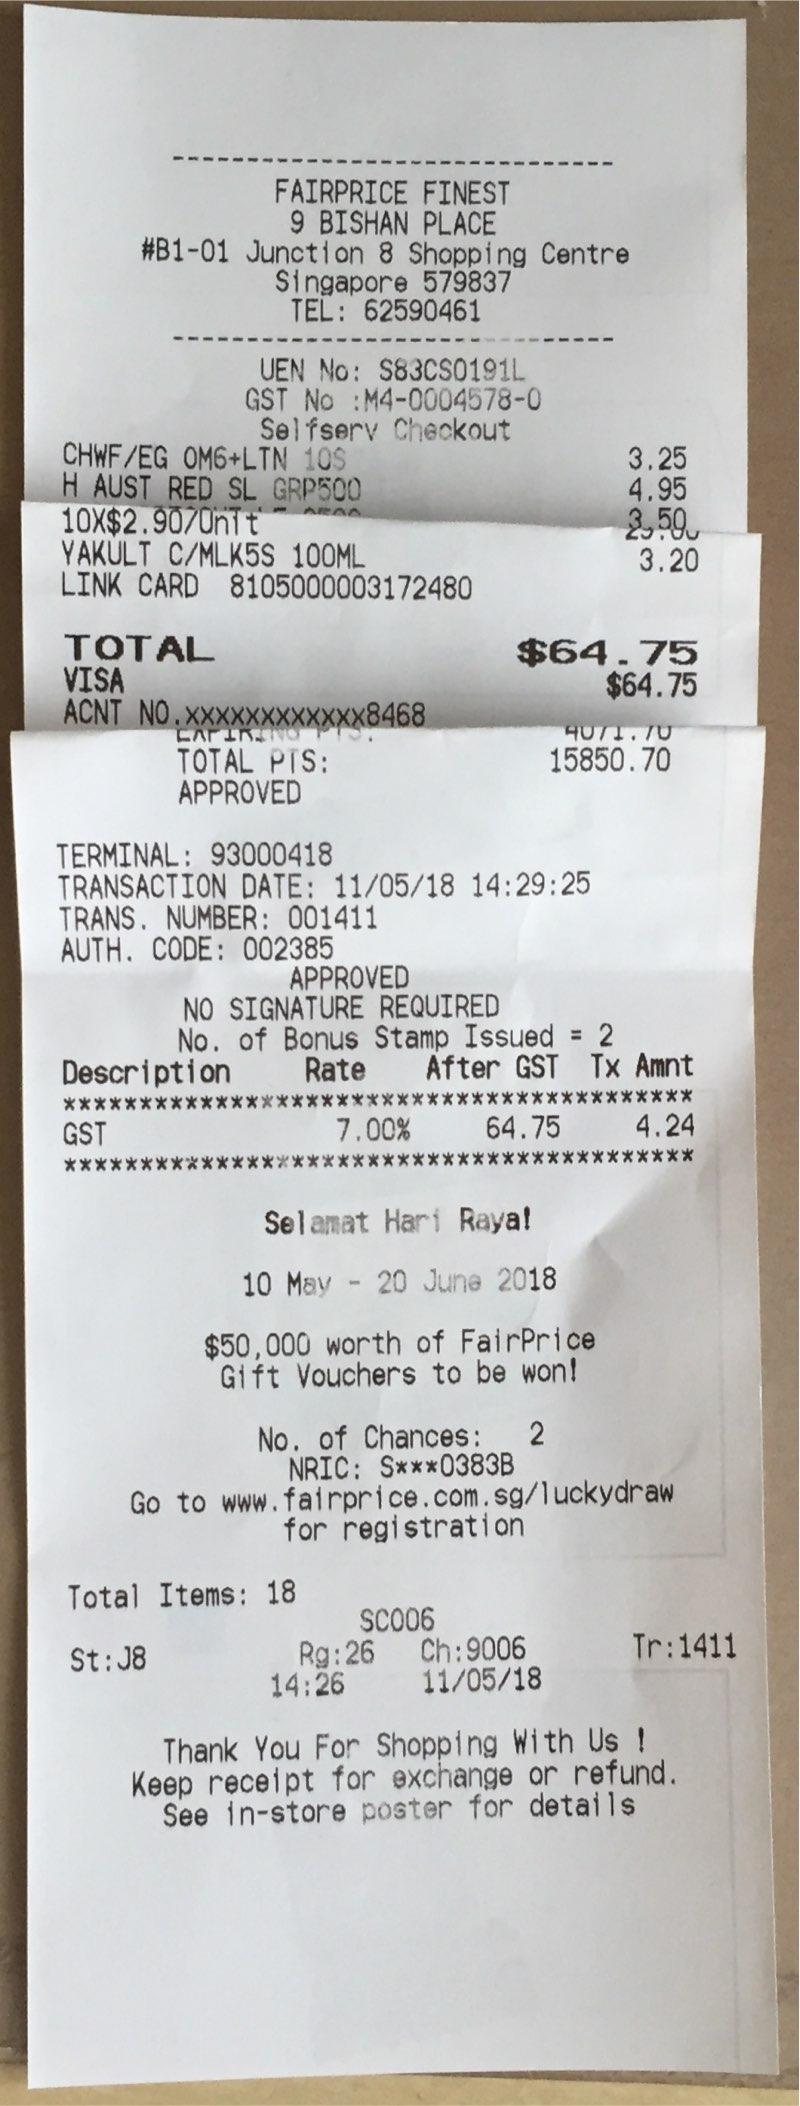 ------------------------------
FAIRPRICE FINEST
9 BISHAN PLACE
#B1-01 Junction 8 Shopping Centre
Singapore 579837
TEL: 62590461
------------------------------
UEN No: S83CS0191L
GST No :M4-0004578-0
Selfserv Checkout
CHWF/EG OM6+LTN 10S 3.25
H AUST RED SL GRP500 4.95
3.50
10X$2.90/Unit
YAKULT C/MLK5S 100ML 3.20
LINK CARD 8105000003172480
TOTAL $64.75
VISA $64.75
ACNT NO.xxxxxxxxxxxx8468
EXPIRING PTS: 4071.70
TOTAL PTS: 15850.70
APPROVED
TERMINAL: 93000418
TRANSACTION DATE: 11/05/18 14:29:25
TRANS. NUMBER: 001411
AUTH. CODE: 002385
APPROVED
NO SIGNATURE REQUIRED
No. of Bonus Stamp Issued = 2
Description Rate After GST Tx Amnt
*****************************************
GST 7.00% 64.75 4.24
*****************************************
Selamat Hari Raya!
10 May - 20 June 2018
$50,000 worth of FairPrice
Gift Vouchers to be won!
No. of Chances: 2
NRIC: S***0383B
Go to www.fairprice.com.sg/luckydraw
for registration
Total Items: 18
SC006
St:J8 Rg:26 Ch:9006 Tr:1411
14:26 11/05/18
Thank You For Shopping With Us !
Keep receipt for exchange or refund.
See in-store poster for details